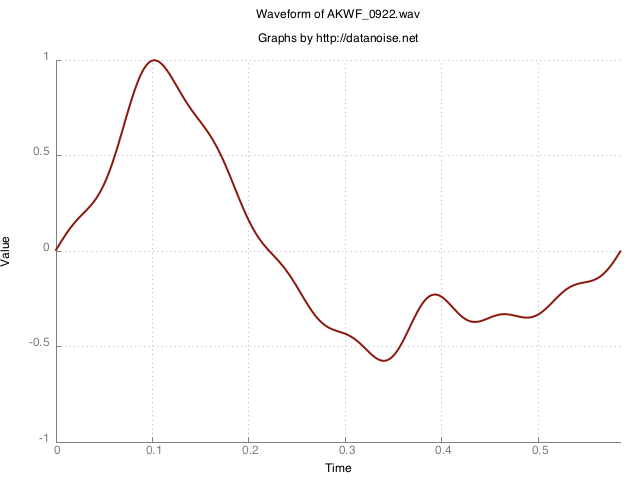 Waveform of AKWF_0922.wav
Graphs by http://datanoise.net
1
0.5
0
-0.5
-1
Value
0 0.1 0.2 0.3 0.4 0.5
Time